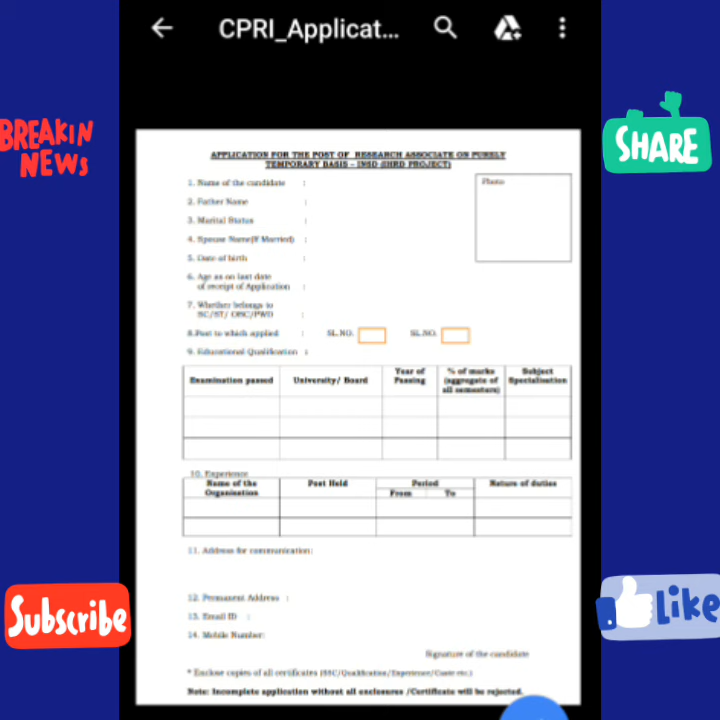 CPRI_Applicat...
BREAKIN
NEWS
SHARE
APPLICATION FOR THE POST OF RESEARCH ASSOCIATE ON PURELY
TEMPORARY BASIS – INSD (IHRD PROJECT)
Photo
1. Name of the candidate :
2. Father Name :
3. Marital Status :
4. Spouse Name(If Married) :
5. Date of birth :
6. Age as on last date
of receipt of Application :
7. Whether belongs to
SC/ST/ OBC/PWD :
8.Post to which applied : SL.NO. SL.NO.
9. Educational Qualification :
Examination passed
University/ Board
Year of
Passing
% of marks
(aggregate of
all semesters)
Subject
Specialisation
10. Experience
Name of the
Organisation
Post Held
Period
From To
Nature of duties
11. Address for communication:
12. Permanent Address :
13. Email ID :
14. Mobile Number:
Signature of the candidate
* Enclose copies of all certificates (SSC/Qualification/Experience/Caste etc.)
Note: Incomplete application without all enclosures /Certificate will be rejected.
Subscribe
Like